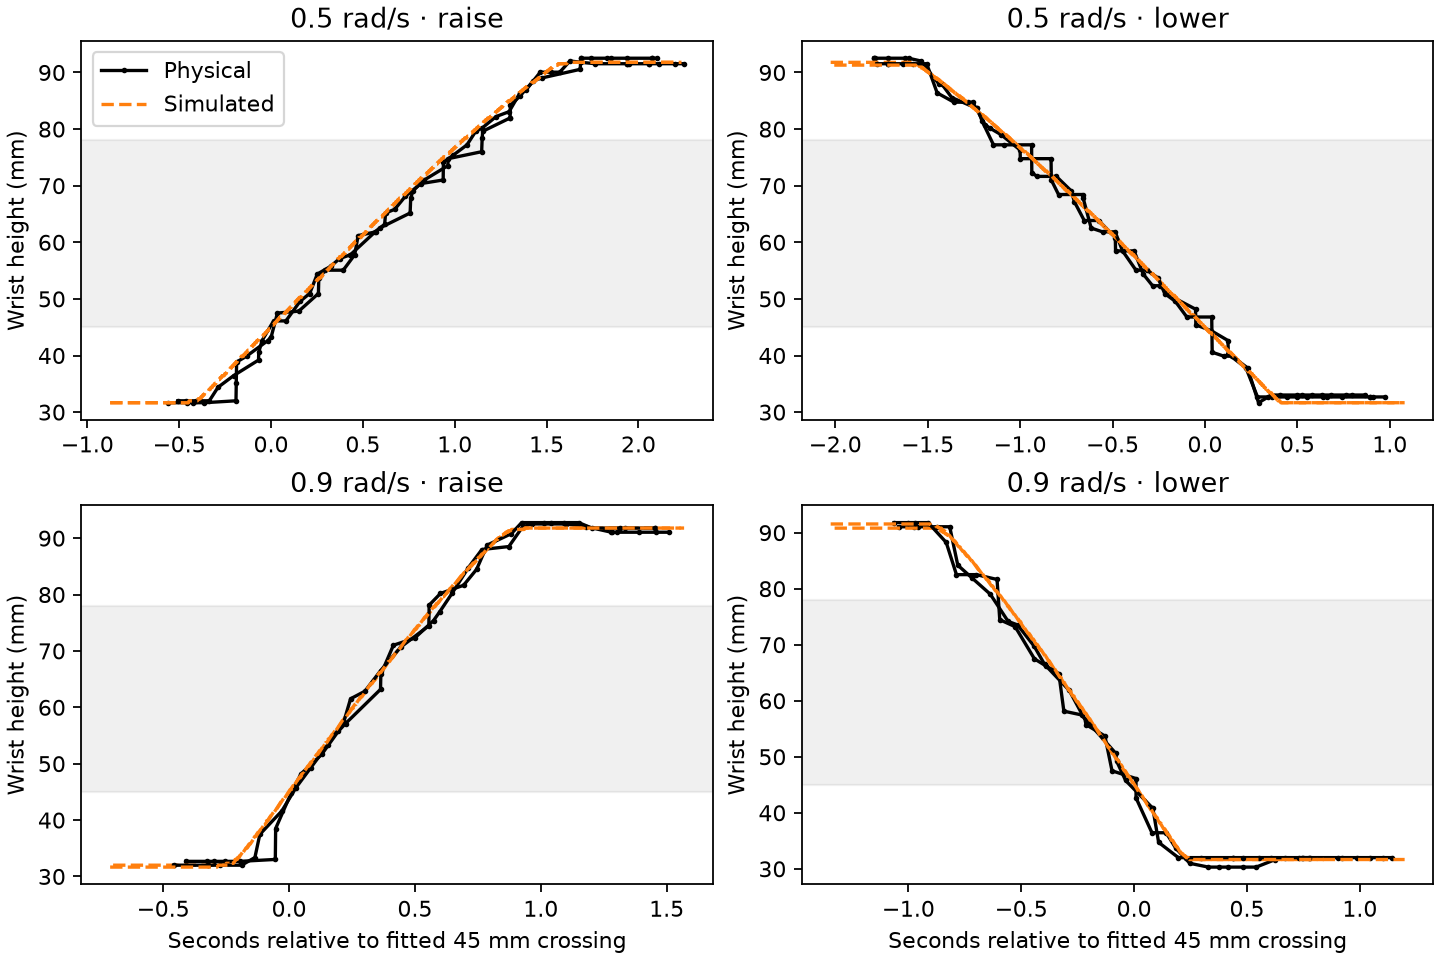 0.5 rad/s · raise
0.5 rad/s · lower
Physical
Simulated
Wrist height (mm)
90
80
70
60
50
40
30
−1.0 −0.5 0.0 0.5 1.0 1.5 2.0
Wrist height (mm)
90
80
70
60
50
40
30
−2.0 −1.5 −1.0 −0.5 0.0 0.5 1.0
0.9 rad/s · raise
0.9 rad/s · lower
Wrist height (mm)
90
80
70
60
50
40
30
−0.5 0.0 0.5 1.0 1.5
Seconds relative to fitted 45 mm crossing
Wrist height (mm)
90
80
70
60
50
40
30
−1.0 −0.5 0.0 0.5 1.0
Seconds relative to fitted 45 mm crossing